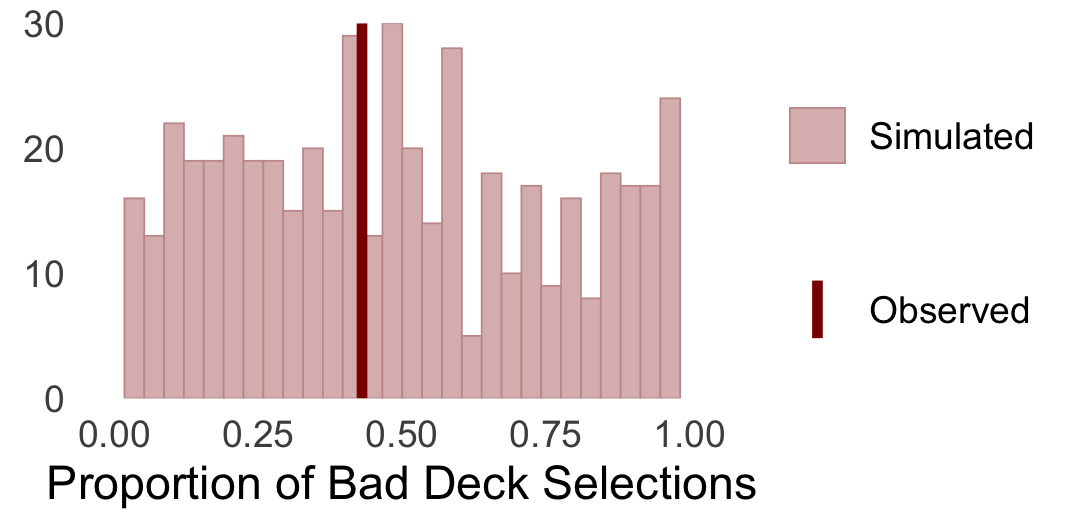 30
20
10
0
0.00 0.25 0.50 0.75 1.00
Proportion of Bad Deck Selections
Simulated
Observed